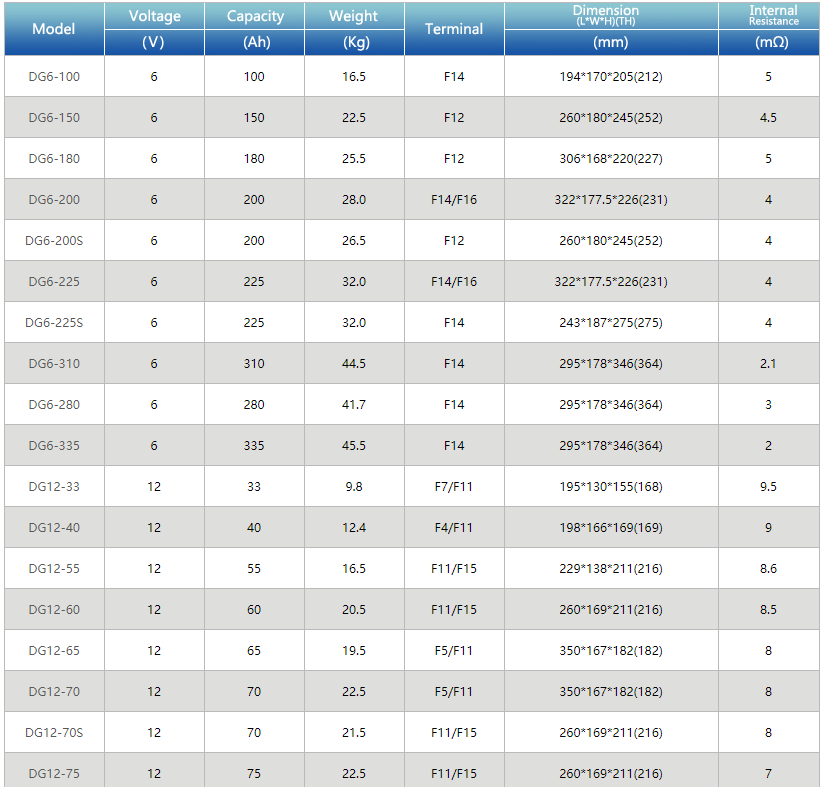 Model Voltage Capacity Weight Terminal Dimension Internal
(L*W*H)(TH) Resistance
(V) (Ah) (Kg) (mm) (mΩ)
DG6-100 6 100 16.5 F14 194*170*205(212) 5
DG6-150 6 150 22.5 F12 260*180*245(252) 4.5
DG6-180 6 180 25.5 F12 306*168*220(227) 5
DG6-200 6 200 28.0 F14/F16 322*177.5*226(231) 4
DG6-200S 6 200 26.5 F12 260*180*245(252) 4
DG6-225 6 225 32.0 F14/F16 322*177.5*226(231) 4
DG6-225S 6 225 32.0 F14 243*187*275(275) 4
DG6-310 6 310 44.5 F14 295*178*346(364) 2.1
DG6-280 6 280 41.7 F14 295*178*346(364) 3
DG6-335 6 335 45.5 F14 295*178*346(364) 2
DG12-33 12 33 9.8 F7/F11 195*130*155(168) 9.5
DG12-40 12 40 12.4 F4/F11 198*166*169(169) 9
DG12-55 12 55 16.5 F11/F15 229*138*211(216) 8.6
DG12-60 12 60 20.5 F11/F15 260*169*211(216) 8.5
DG12-65 12 65 19.5 F5/F11 350*167*182(182) 8
DG12-70 12 70 22.5 F5/F11 350*167*182(182) 8
DG12-70S 12 70 21.5 F11/F15 260*169*211(216) 8
DG12-75 12 75 22.5 F11/F15 260*169*211(216) 7